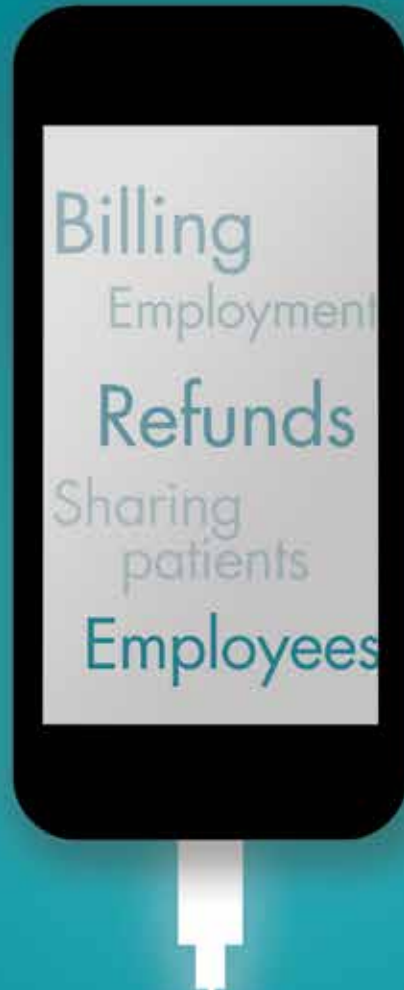 Billing
Employment
Refunds
Sharing
patients
Employees